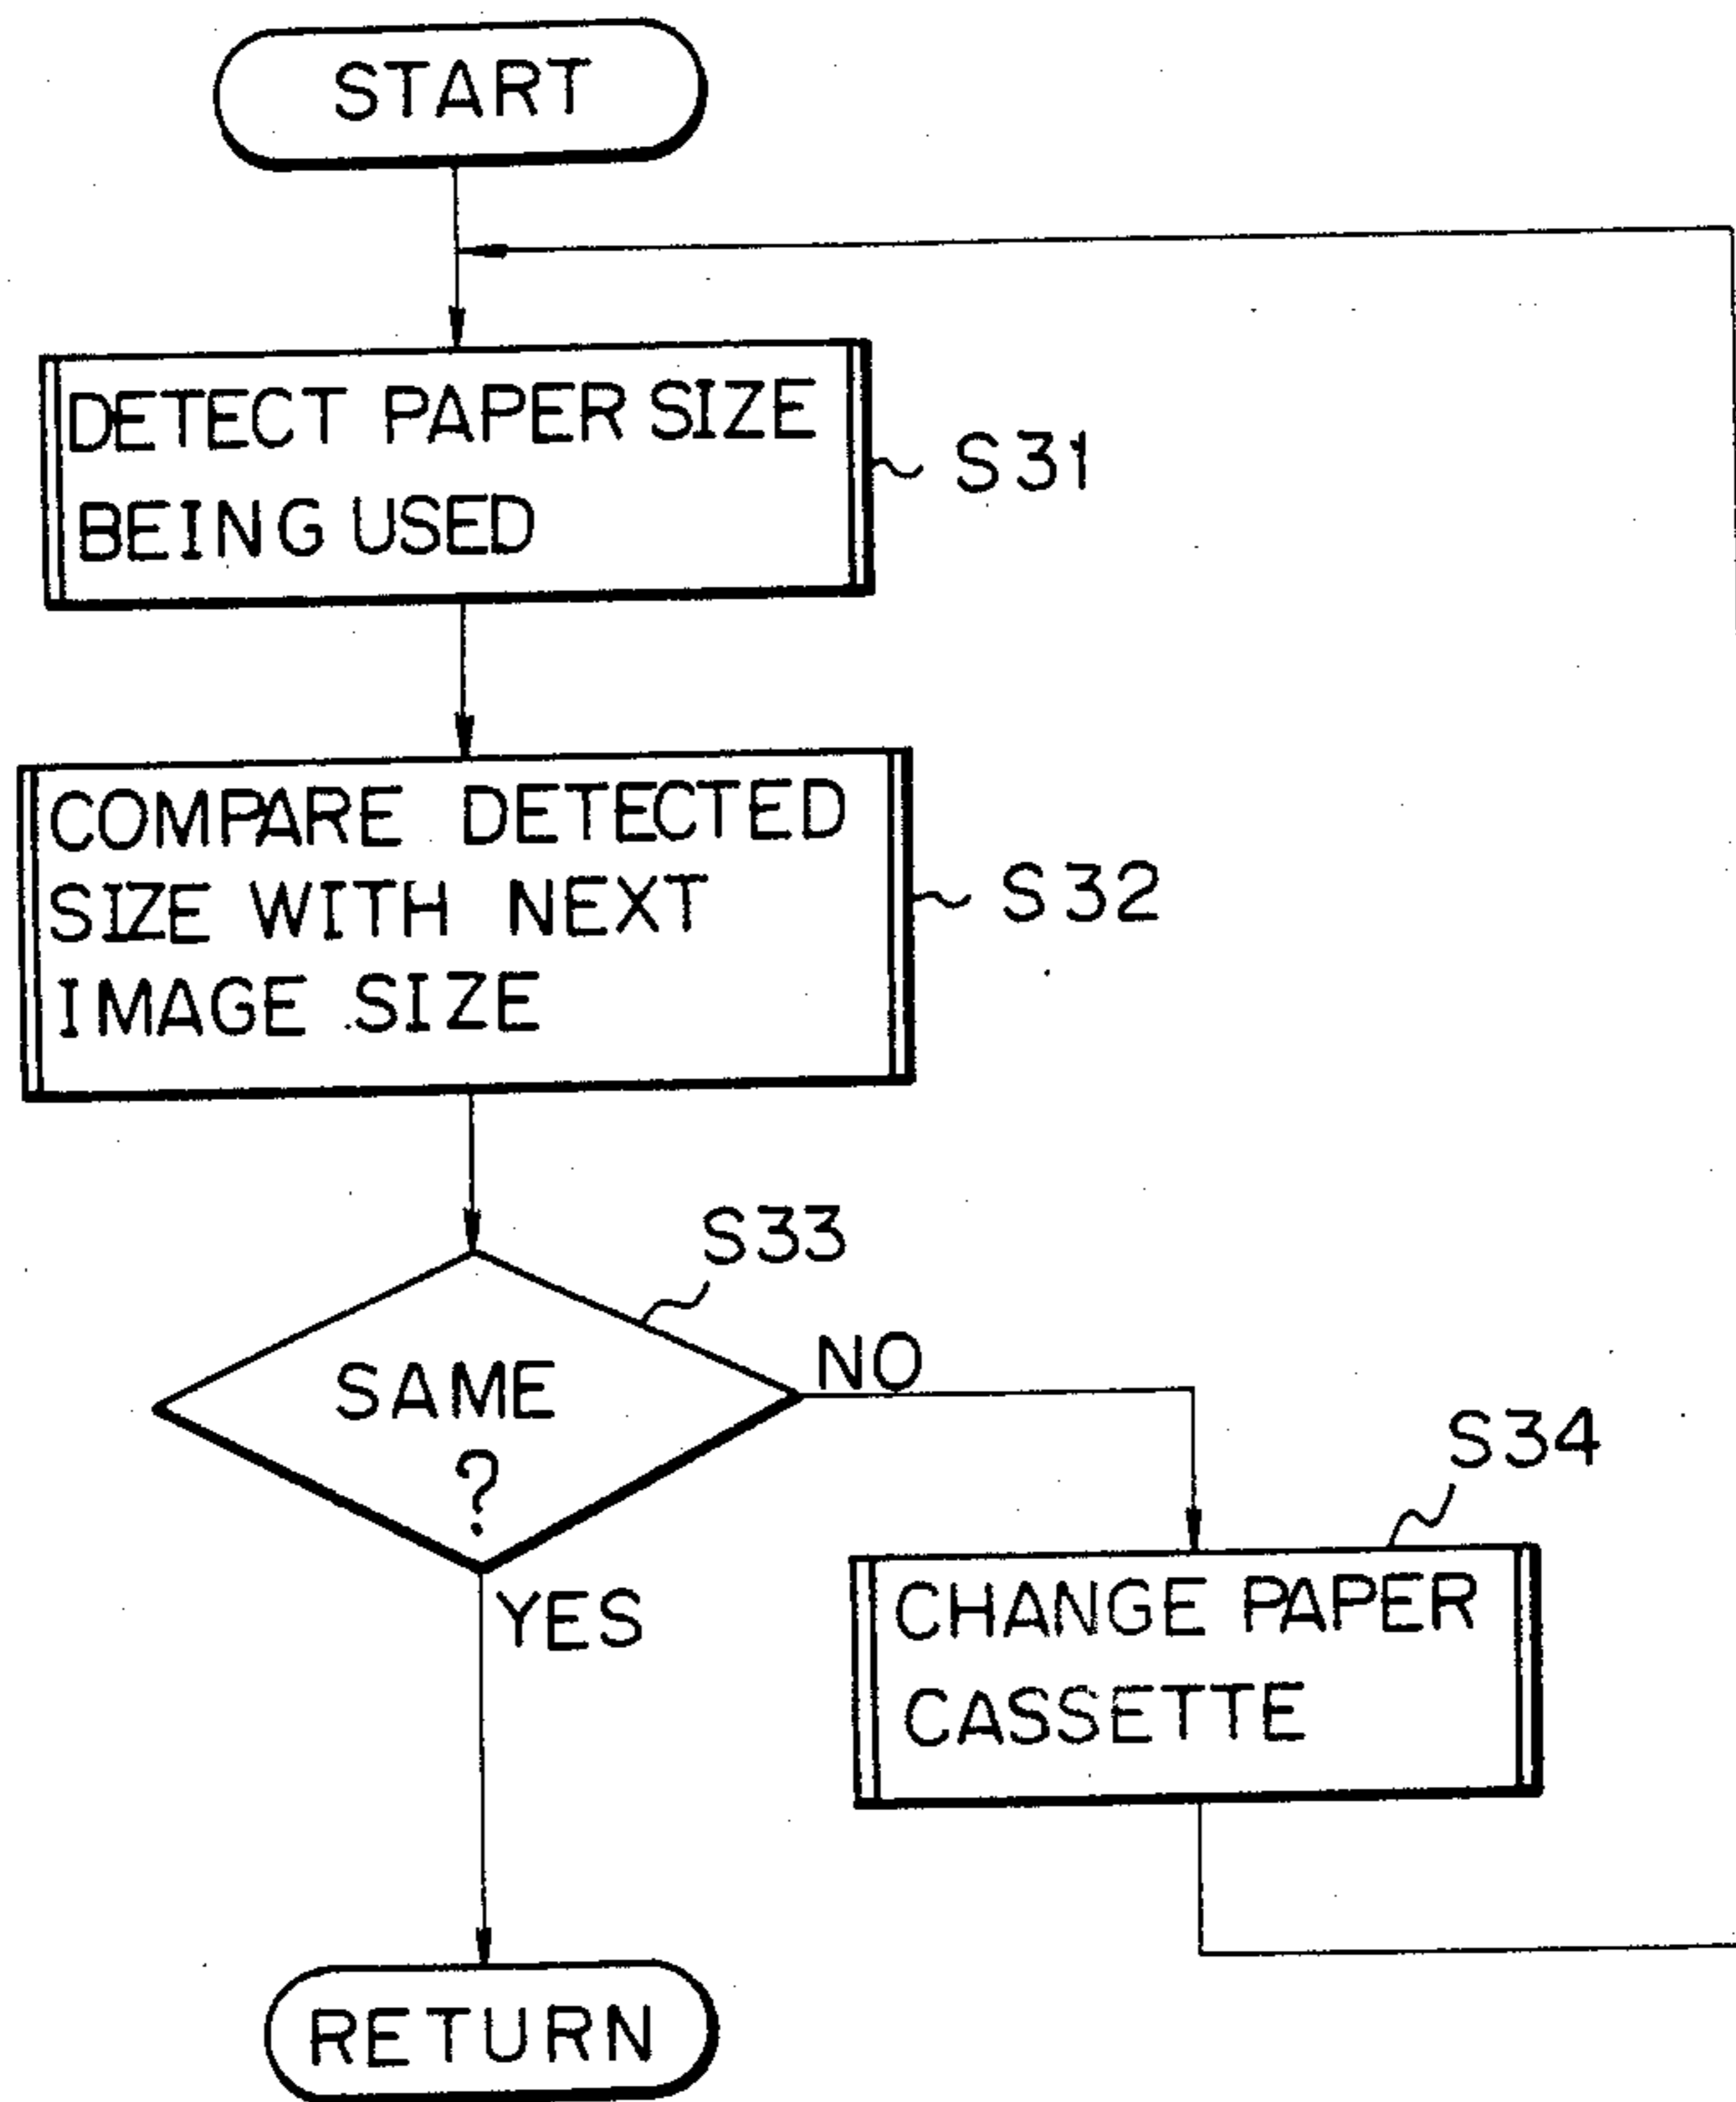 START
DETECT PAPER SIZE
BEING USED
S31
COMPARE DETECTED
SIZE WITH NEXT
IMAGE SIZE
S32
S33
SAME
?
NO
YES
S34
CHANGE PAPER
CASSETTE
RETURN